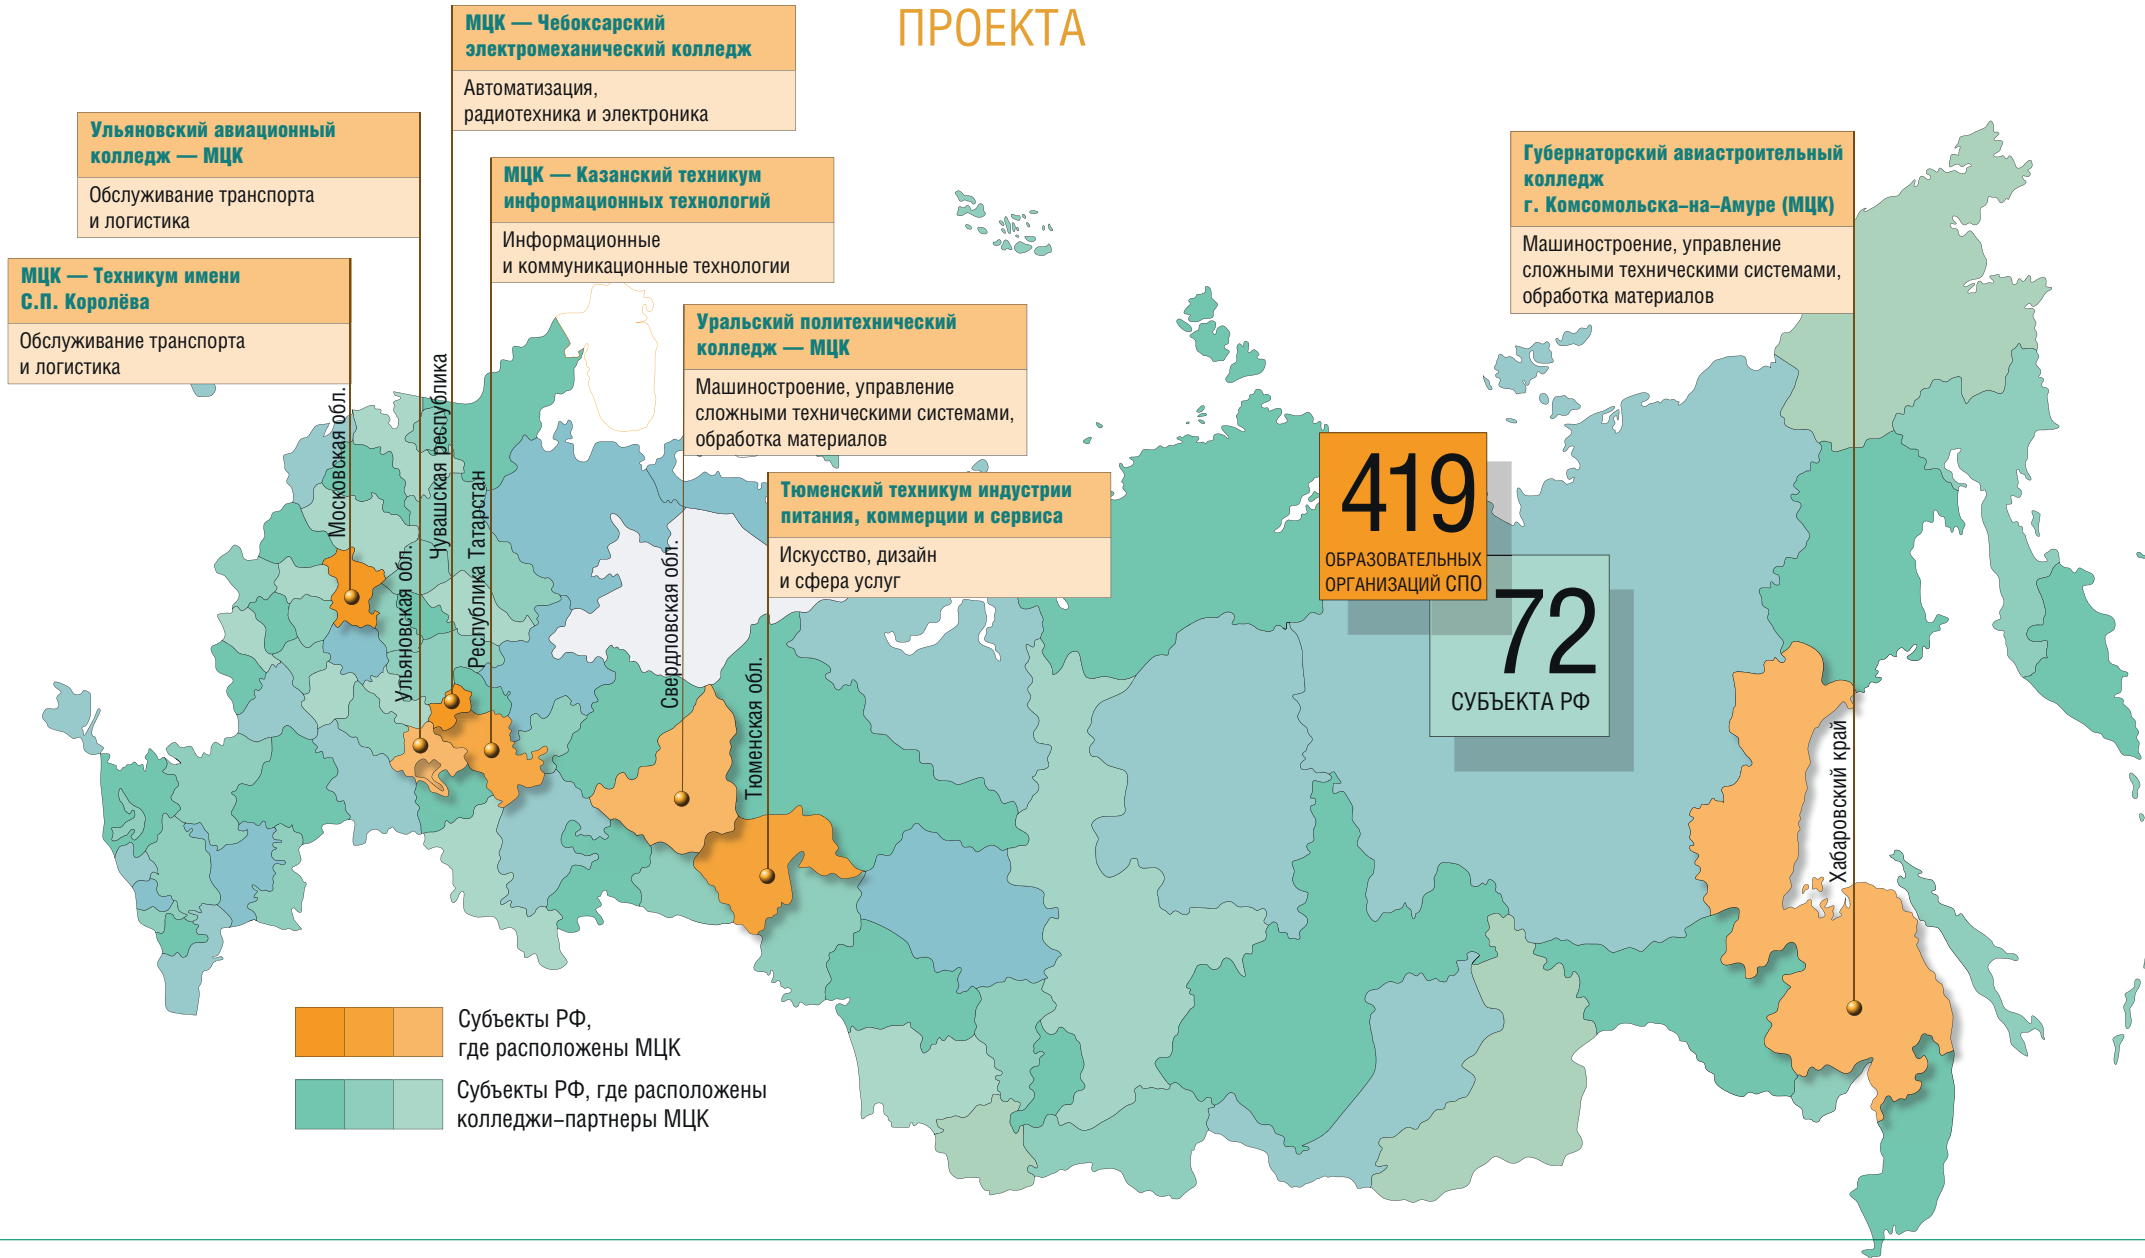 ПРОЕКТА
МЦК — Чебоксарский
электромеханический колледж
Автоматизация,
радиотехника и электроника
Ульяновский авиационный
колледж — МЦК
Обслуживание транспорта
и логистика
МЦК — Казанский техникум
информационных технологий
Информационные
и коммуникационные технологии
Губернаторский авиастроительный
колледж
г. Комсомольска-на-Амуре (МЦК)
Машиностроение, управление
сложными техническими системами,
обработка материалов
МЦК — Техникум имени
С.П. Королёва
Обслуживание транспорта
и логистика
Уральский политехнический
колледж — МЦК
Машиностроение, управление
сложными техническими системами,
обработка материалов
Тюменский техникум индустрии
питания, коммерции и сервиса
Искусство, дизайн
и сфера услуг
419
ОБРАЗОВАТЕЛЬНЫХ
ОРГАНИЗАЦИЙ СПО
72
СУБЪЕКТА РФ
Московская обл.
Ульяновская обл.
Чувашская республика
Республика Татарстан
Свердловская обл.
Тюменская обл.
Хабаровский край
Субъекты РФ,
где расположены МЦК
Субъекты РФ, где расположены
колледжи-партнеры МЦК